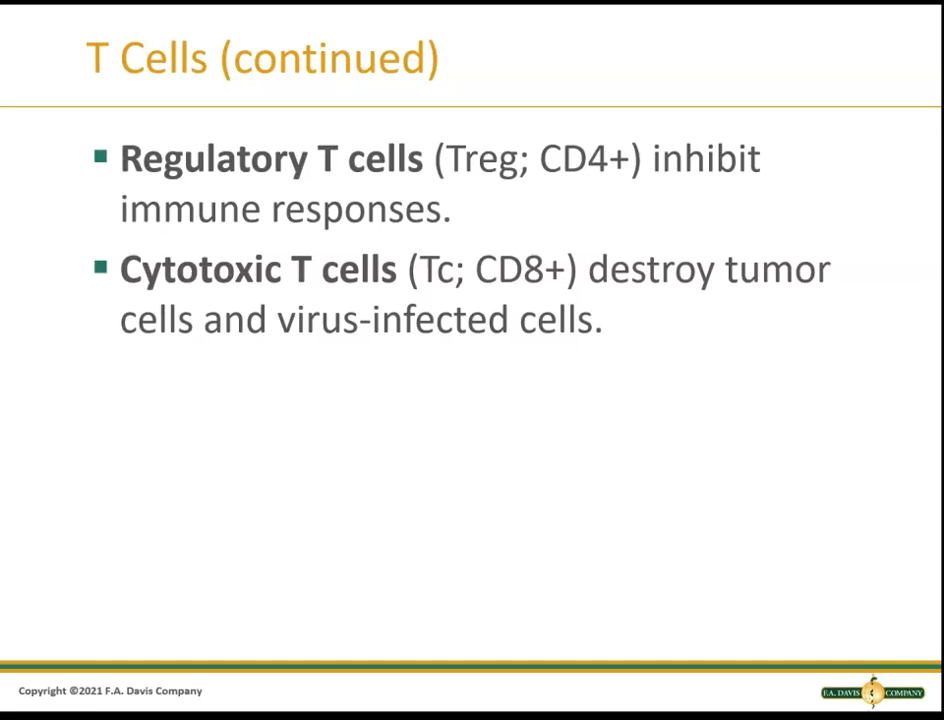 T Cells (continued)
Regulatory T cells (Treg; CD4+) inhibit
immune responses.
Cytotoxic T cells (Tc; CD8+) destroy tumor
cells and virus-infected cells.
Copyright ©2021 F.A. Davis Company
F.A. DAVIS COMPANY